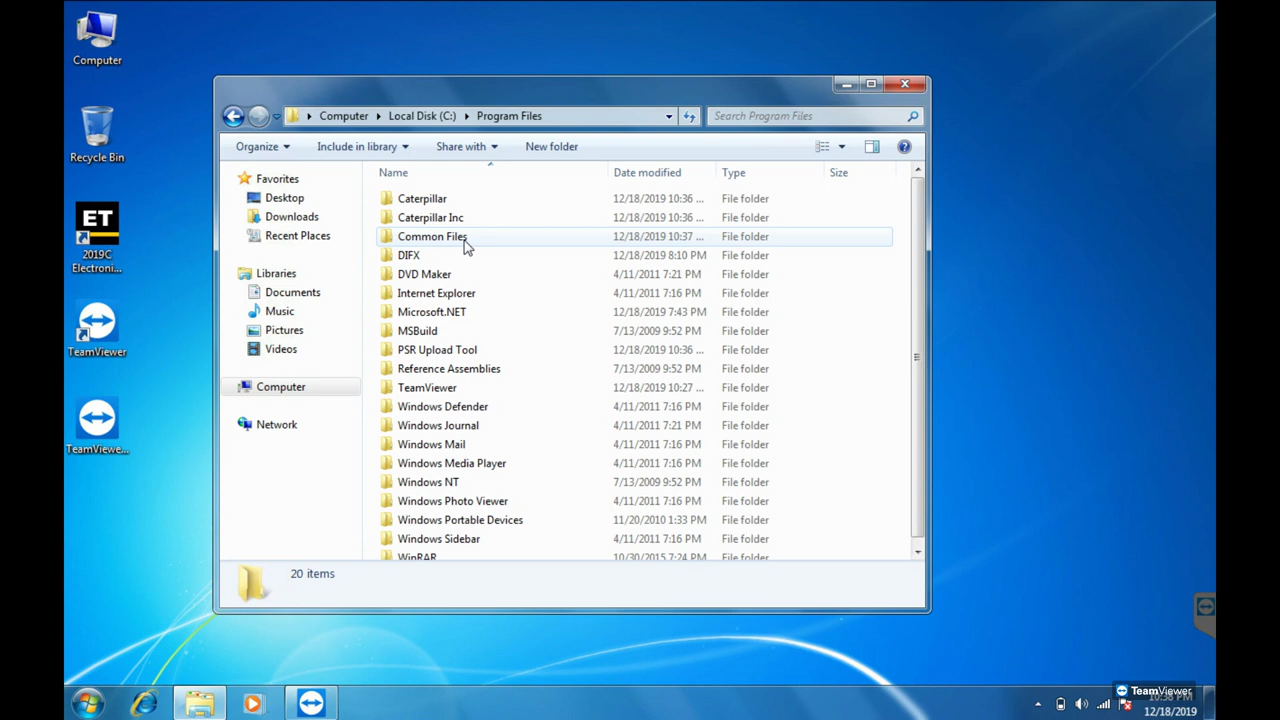 Computer
Recycle Bin
ET
2019C
Electroni...
TeamViewer
TeamViewe...
Computer Local Disk (C:) Program Files
Search Program Files
Organize Include in library Share with New folder
Favorites
Desktop
Downloads
Recent Places
Libraries
Documents
Music
Pictures
Videos
Computer
Network
Name Date modified Type Size
Caterpillar 12/18/2019 10:36 ... File folder
Caterpillar Inc 12/18/2019 10:36 ... File folder
Common Files 12/18/2019 10:37 ... File folder
DIFX 12/18/2019 8:10 PM File folder
DVD Maker 4/11/2011 7:21 PM File folder
Internet Explorer 4/11/2011 7:16 PM File folder
Microsoft.NET 12/18/2019 7:43 PM File folder
MSBuild 7/13/2009 9:52 PM File folder
PSR Upload Tool 12/18/2019 10:36 ... File folder
Reference Assemblies 7/13/2009 9:52 PM File folder
TeamViewer 12/18/2019 10:27 ... File folder
Windows Defender 4/11/2011 7:16 PM File folder
Windows Journal 4/11/2011 7:21 PM File folder
Windows Mail 4/11/2011 7:16 PM File folder
Windows Media Player 4/11/2011 7:16 PM File folder
Windows NT 7/13/2009 9:52 PM File folder
Windows Photo Viewer 4/11/2011 7:16 PM File folder
Windows Portable Devices 11/20/2010 1:33 PM File folder
Windows Sidebar 4/11/2011 7:16 PM File folder
WinRAR 10/30/2015 7:24 PM File folder
20 items
TeamViewer
10:38 PM
12/18/2019